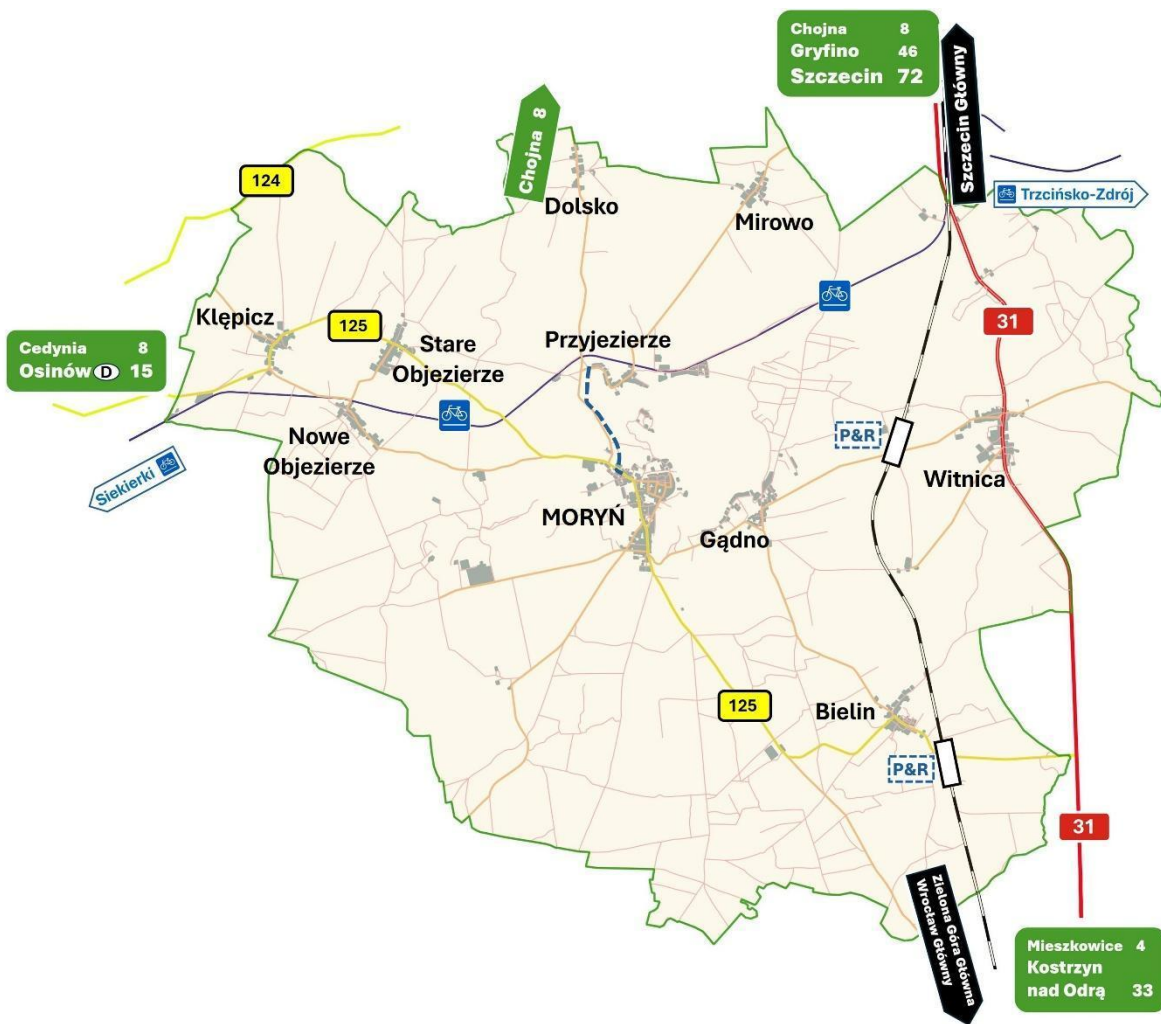 Chojna 8
Gryfino 46
Szczecin 72
Szczecin Główny
Chojna 8
124
Trzcińsko-Zdrój
Dolsko
Mirowo
Klępicz
125
Stare
Objezierze
Przyjezierze
31
Cedynia 8
Osinów D 15
Nowe
Objezierze
Siekierki
P&R
Witnica
MORYŃ
Gądno
125
Bielin
P&R
31
Zielona Góra Główna
Wrocław Główny
Mieszkowice 4
Kostrzyn
nad Odrą 33